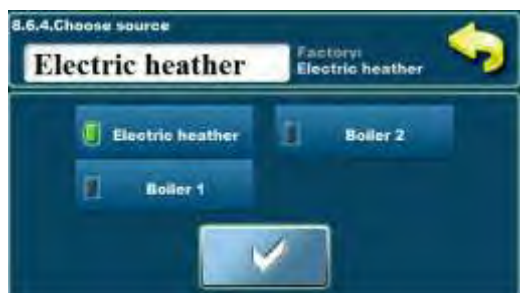 8.6.4.Choose source
Electric heather
Factory:
Electric heather
Electric heather
Boiler 2
Boiler 1